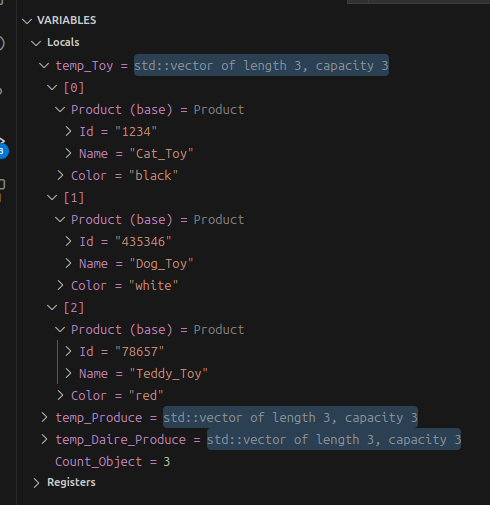 VARIABLES
Locals
temp_Toy = std::vector of length 3, capacity 3
[0]
Product (base) = Product
Id = "1234"
Name = "Cat_Toy"
Color = "black"
[1]
Product (base) = Product
Id = "435346"
Name = "Dog_Toy"
Color = "white"
[2]
Product (base) = Product
Id = "78657"
Name = "Teddy_Toy"
Color = "red"
temp_Produce = std::vector of length 3, capacity 3
temp_Daire_Produce = std::vector of length 3, capacity 3
Count_Object = 3
Registers